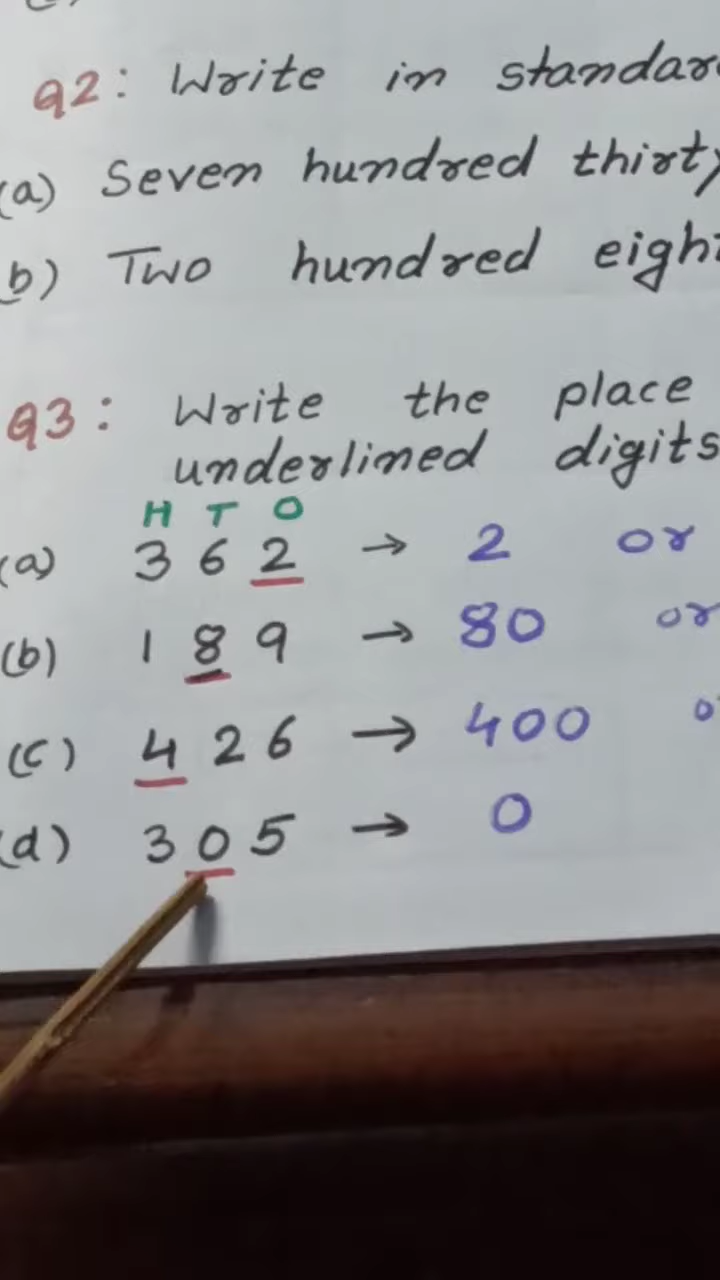 Q2: Write in standar
(a) Seven hundred thirty
(b) Two hundred eigh
Q3: Write the place
underlined digits
H T O
(a) 3 6 2 → 2 or
(b) 1 8 9 → 80 or
(c) 4 2 6 → 400 o
(d) 3 0 5 → 0